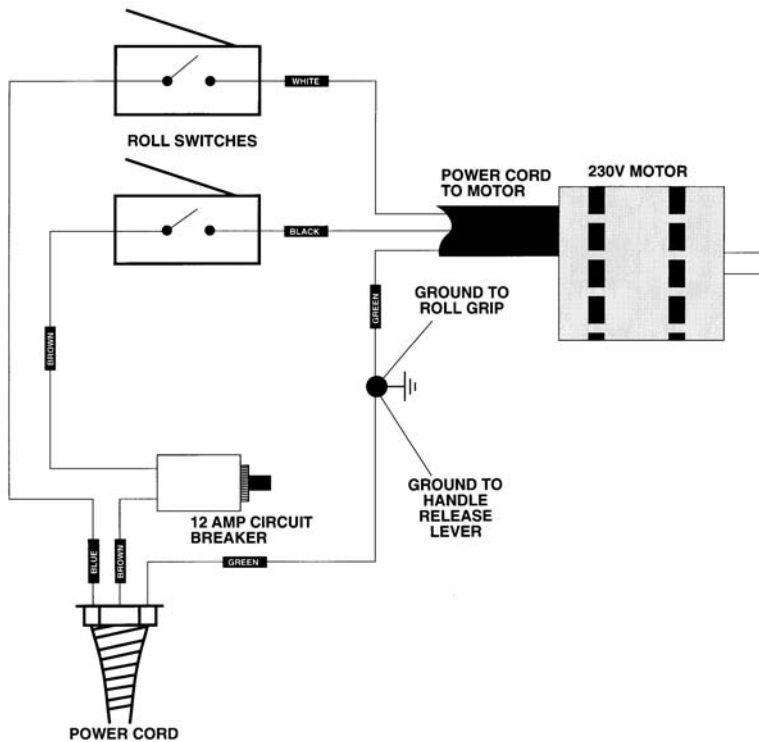 WHITE
ROLL SWITCHES
POWER CORD
TO MOTOR
230V MOTOR
BLACK
GREEN
GROUND TO
ROLL GRIP
BROWN
GROUND TO
HANDLE
RELEASE
LEVER
12 AMP CIRCUIT
BREAKER
BLUE
BROWN
GREEN
POWER CORD